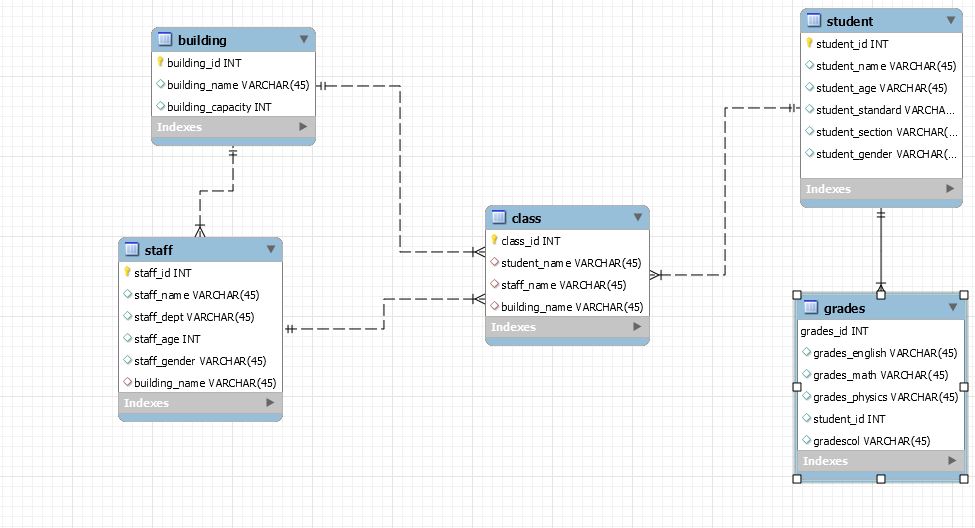 building
building_id INT
building_name VARCHAR(45)
building_capacity INT
Indexes
student
student_id INT
student_name VARCHAR(45)
student_age VARCHAR(45)
student_standard VARCHA...
student_section VARCHAR(...
student_gender VARCHAR(...
Indexes
class
class_id INT
student_name VARCHAR(45)
staff_name VARCHAR(45)
building_name VARCHAR(45)
Indexes
staff
staff_id INT
staff_name VARCHAR(45)
staff_dept VARCHAR(45)
staff_age INT
staff_gender VARCHAR(45)
building_name VARCHAR(45)
Indexes
grades
grades_id INT
grades_english VARCHAR(45)
grades_math VARCHAR(45)
grades_physics VARCHAR(45)
student_id INT
gradescol VARCHAR(45)
Indexes